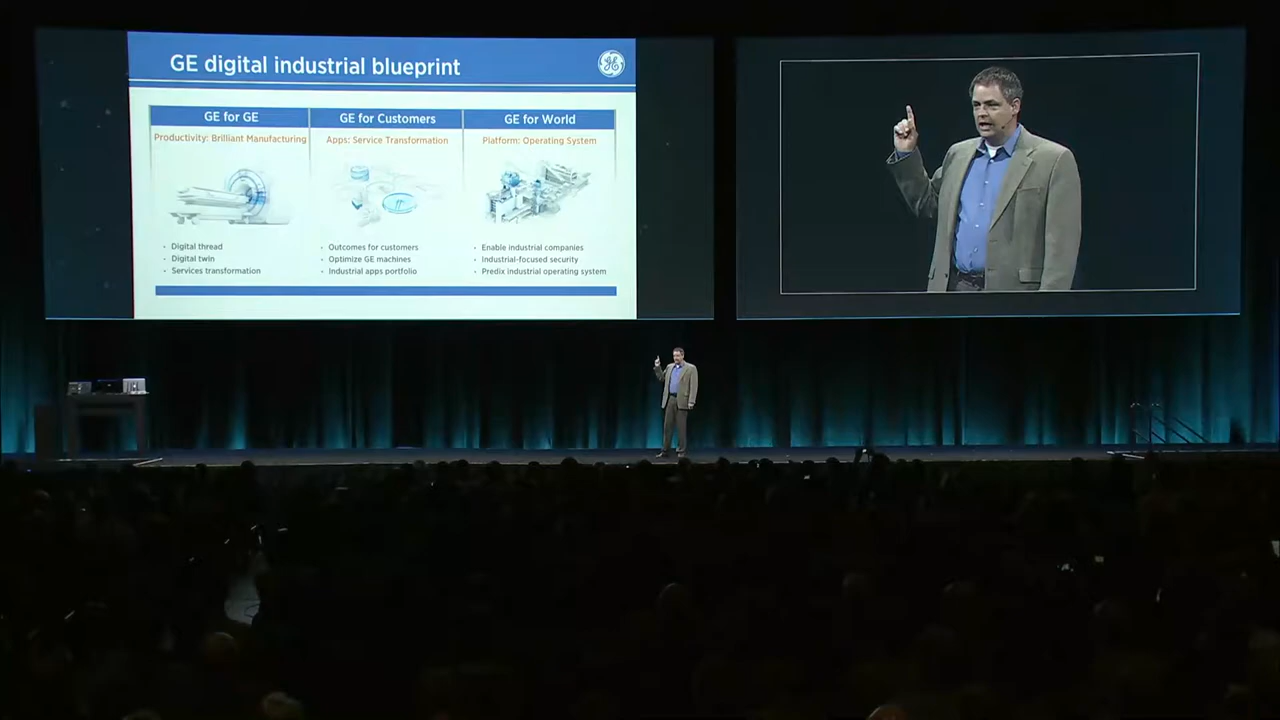 GE digital industrial blueprint
GE
GE for GE
Productivity: Brilliant Manufacturing
• Digital thread
• Digital twin
• Services transformation
GE for Customers
Apps: Service Transformation
• Outcomes for customers
• Optimize GE machines
• Industrial apps portfolio
GE for World
Platform: Operating System
• Enable industrial companies
• Industrial-focused security
• Predix industrial operating system